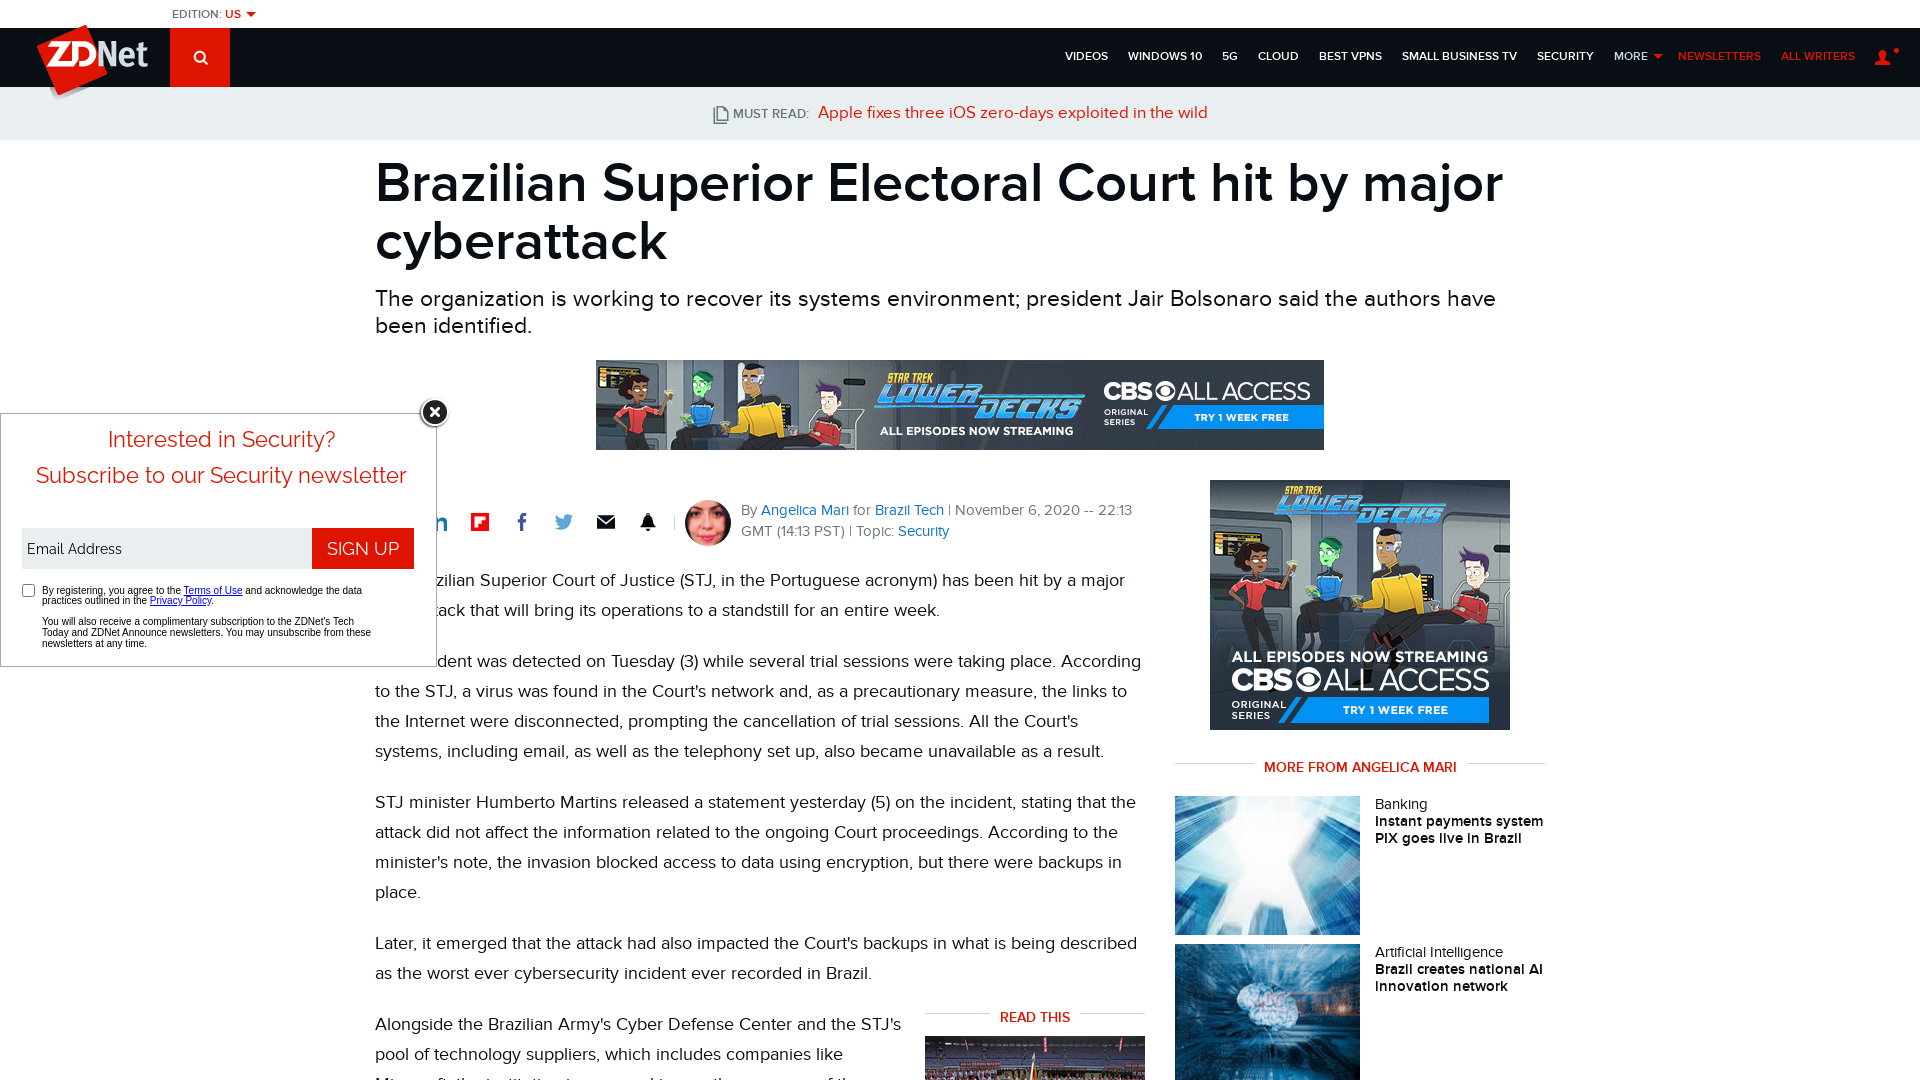 EDITION: US
ZDNet
VIDEOS WINDOWS 10 5G CLOUD BEST VPNS SMALL BUSINESS TV SECURITY MORE NEWSLETTERS ALL WRITERS
MUST READ: Apple fixes three iOS zero-days exploited in the wild
Brazilian Superior Electoral Court hit by major
cyberattack
The organization is working to recover its systems environment; president Jair Bolsonaro said the authors have
been identified.
STAR TREK
LOWER DECKS
ALL EPISODES NOW STREAMING
CBS ALL ACCESS
ORIGINAL
SERIES
TRY 1 WEEK FREE
Interested in Security?
Subscribe to our Security newsletter
Email Address
SIGN UP
By registering, you agree to the Terms of Use and acknowledge the data
practices outlined in the Privacy Policy.
You will also receive a complimentary subscription to the ZDNet's Tech
Today and ZDNet Announce newsletters. You may unsubscribe from these
newsletters at any time.
By Angelica Mari for Brazil Tech | November 6, 2020 -- 22:13
GMT (14:13 PST) | Topic: Security
zilian Superior Court of Justice (STJ, in the Portuguese acronym) has been hit by a major
tack that will bring its operations to a standstill for an entire week.
dent was detected on Tuesday (3) while several trial sessions were taking place. According
to the STJ, a virus was found in the Court's network and, as a precautionary measure, the links to
the Internet were disconnected, prompting the cancellation of trial sessions. All the Court's
systems, including email, as well as the telephony set up, also became unavailable as a result.
STJ minister Humberto Martins released a statement yesterday (5) on the incident, stating that the
attack did not affect the information related to the ongoing Court proceedings. According to the
minister's note, the invasion blocked access to data using encryption, but there were backups in
place.
Later, it emerged that the attack had also impacted the Court's backups in what is being described
as the worst ever cybersecurity incident ever recorded in Brazil.
Alongside the Brazilian Army's Cyber Defense Center and the STJ's
pool of technology suppliers, which includes companies like
READ THIS
STAR TREK
LOWER DECKS
ALL EPISODES NOW STREAMING
CBS ALL ACCESS
ORIGINAL
SERIES
TRY 1 WEEK FREE
MORE FROM ANGELICA MARI
Banking
Instant payments system
PIX goes live in Brazil
Artificial Intelligence
Brazil creates national AI
innovation network